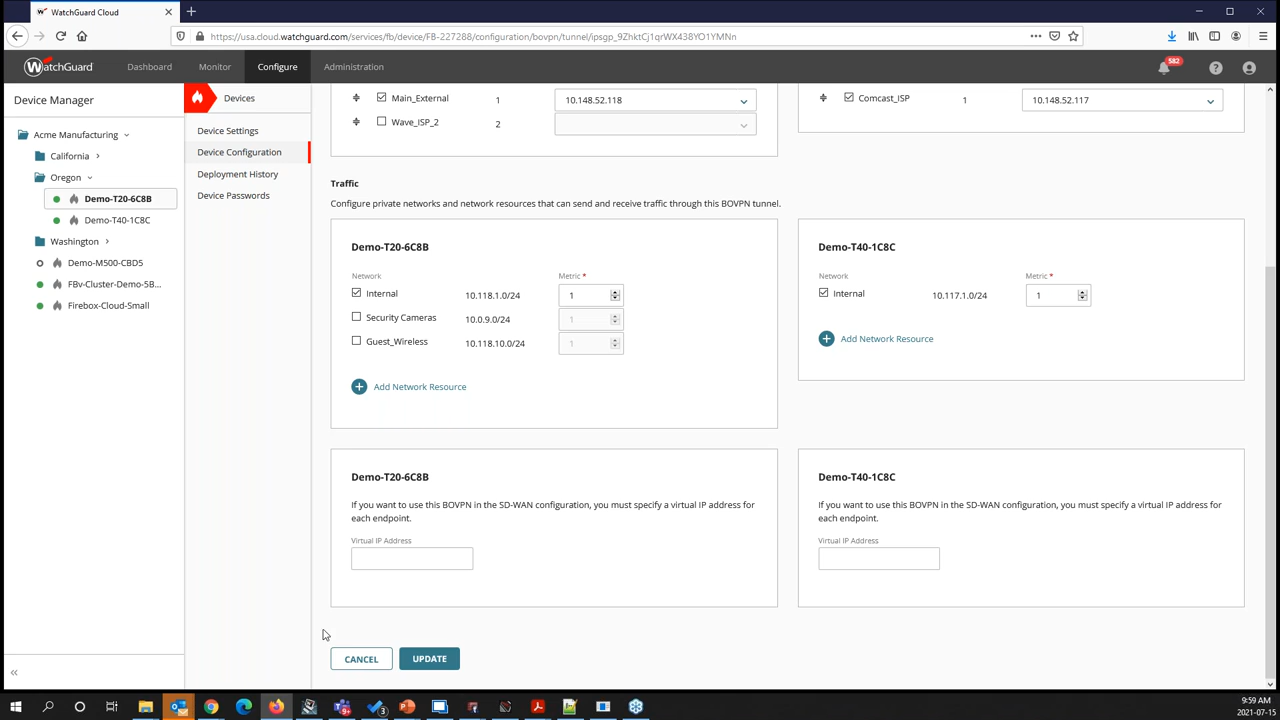 WatchGuard Cloud
https://usa.cloud.watchguard.com/services/fb/device/FB-227288/configuration/bovpn/tunnel/ipsgp_9ZhktCj1qrWX438YO1YMNn
WatchGuard
Dashboard
Monitor
Configure
Administration
582
Device Manager
Acme Manufacturing
California
Oregon
Demo-T20-6C8B
Demo-T40-1C8C
Washington
Demo-M500-CBD5
FBv-Cluster-Demo-5B...
Firebox-Cloud-Small
Devices
Device Settings
Device Configuration
Deployment History
Device Passwords
Main_External 1 10.148.52.118
Wave_ISP_2 2
Comcast_ISP 1 10.148.52.117
Traffic
Configure private networks and network resources that can send and receive traffic through this BOVPN tunnel.
Demo-T20-6C8B
Network Metric *
Internal 10.118.1.0/24 1
Security Cameras 10.0.9.0/24 1
Guest_Wireless 10.118.10.0/24 1
Add Network Resource
Demo-T40-1C8C
Network Metric *
Internal 10.117.1.0/24 1
Add Network Resource
Demo-T20-6C8B
If you want to use this BOVPN in the SD-WAN configuration, you must specify a virtual IP address for
each endpoint.
Virtual IP Address
Demo-T40-1C8C
If you want to use this BOVPN in the SD-WAN configuration, you must specify a virtual IP address for
each endpoint.
Virtual IP Address
CANCEL
UPDATE
9:59 AM
2021-07-15